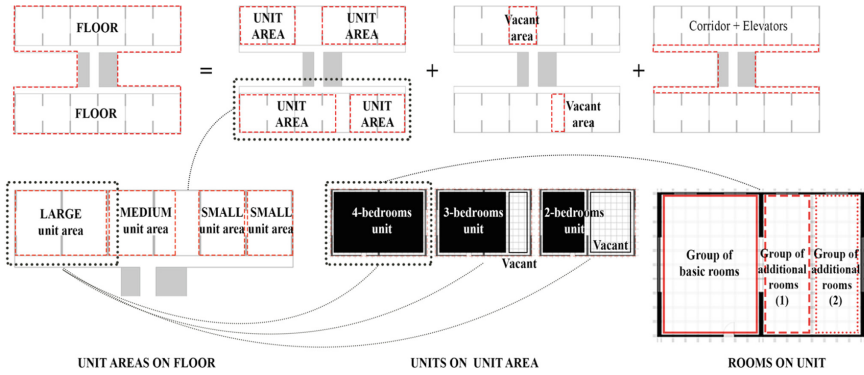 FLOOR
FLOOR
=
UNIT
AREA
UNIT
AREA
UNIT
AREA
UNIT
AREA
+
Vacant
area
Vacant
area
+
Corridor + Elevators
LARGE
unit area
MEDIUM
unit area
SMALL
unit area
SMALL
unit area
UNIT AREAS ON FLOOR
4-bedrooms
unit
3-bedrooms
unit
Vacant
2-bedrooms
unit
Vacant
UNITS ON UNIT AREA
Group of
basic rooms
Group of
additional
rooms
(1)
Group of
additional
rooms
(2)
ROOMS ON UNIT